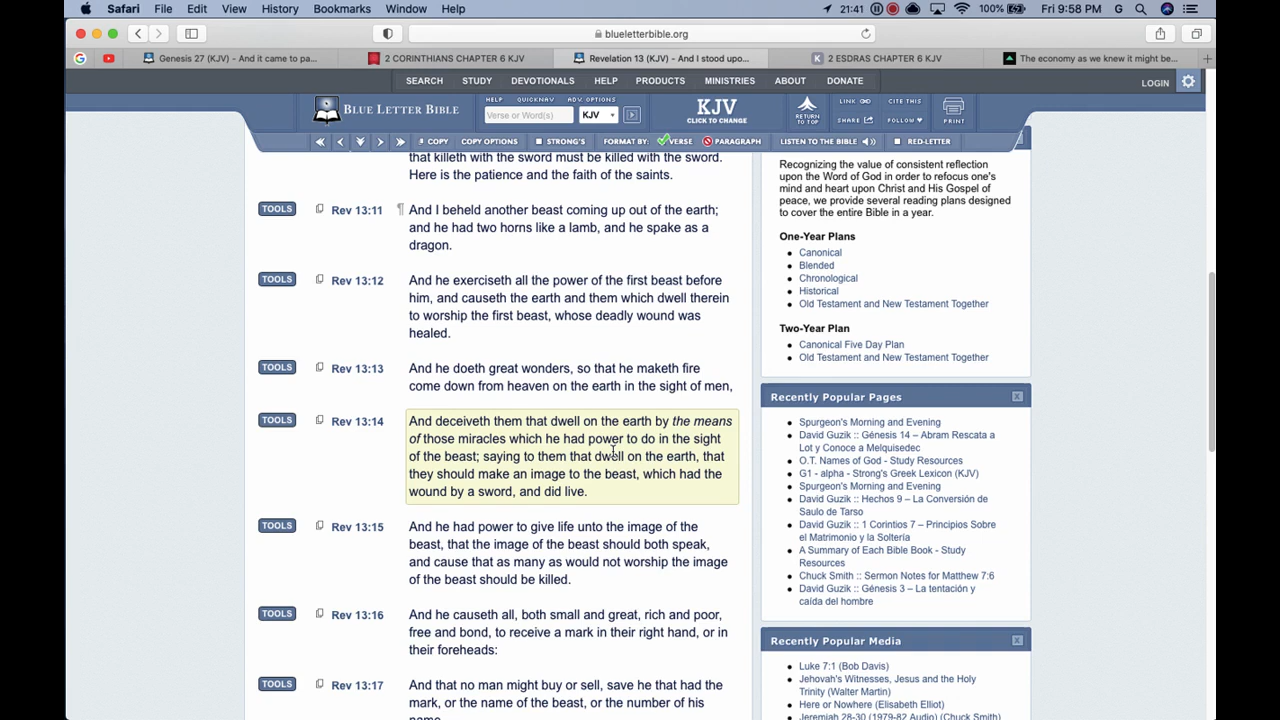 Safari File Edit View History Bookmarks Window Help 21:41 100% Fri 9:58 PM G
blueletterbible.org
Genesis 27 (KJV) - And it came to pa... 2 CORINTHIANS CHAPTER 6 KJV Revelation 13 (KJV) - And I stood upo... 2 ESDRAS CHAPTER 6 KJV The economy as we knew it might be...
SEARCH STUDY DEVOTIONALS HELP PRODUCTS MINISTRIES ABOUT DONATE LOGIN
BLUE LETTER BIBLE
HELP QUICKNAV ADV. OPTIONS
Verse or Word(s) KJV
KJV
CLICK TO CHANGE
RETURN
TO TOP
LINK CITE THIS
SHARE FOLLOW
PRINT
COPY COPY OPTIONS STRONG'S FORMAT BY: VERSE PARAGRAPH LISTEN TO THE BIBLE RED-LETTER
that killeth with the sword must be killed with the sword.
Here is the patience and the faith of the saints.
TOOLS Rev 13:11 ¶ And I beheld another beast coming up out of the earth;
and he had two horns like a lamb, and he spake as a
dragon.
TOOLS Rev 13:12 And he exerciseth all the power of the first beast before
him, and causeth the earth and them which dwell therein
to worship the first beast, whose deadly wound was
healed.
TOOLS Rev 13:13 And he doeth great wonders, so that he maketh fire
come down from heaven on the earth in the sight of men,
TOOLS Rev 13:14 And deceiveth them that dwell on the earth by the means
of those miracles which he had power to do in the sight
of the beast; saying to them that dwell on the earth, that
they should make an image to the beast, which had the
wound by a sword, and did live.
TOOLS Rev 13:15 And he had power to give life unto the image of the
beast, that the image of the beast should both speak,
and cause that as many as would not worship the image
of the beast should be killed.
TOOLS Rev 13:16 And he causeth all, both small and great, rich and poor,
free and bond, to receive a mark in their right hand, or in
their foreheads:
TOOLS Rev 13:17 And that no man might buy or sell, save he that had the
mark, or the name of the beast, or the number of his
name.
Recognizing the value of consistent reflection
upon the Word of God in order to refocus one's
mind and heart upon Christ and His Gospel of
peace, we provide several reading plans designed
to cover the entire Bible in a year.
One-Year Plans
Canonical
Blended
Chronological
Historical
Old Testament and New Testament Together
Two-Year Plan
Canonical Five Day Plan
Old Testament and New Testament Together
Recently Popular Pages
Spurgeon's Morning and Evening
David Guzik :: Génesis 14 – Abram Rescata a
Lot y Conoce a Melquisedec
O.T. Names of God - Study Resources
G1 - alpha - Strong's Greek Lexicon (KJV)
Spurgeon's Morning and Evening
David Guzik :: Hechos 9 – La Conversión de
Saulo de Tarso
David Guzik :: 1 Corintios 7 – Principios Sobre
el Matrimonio y la Soltería
A Summary of Each Bible Book - Study
Resources
Chuck Smith :: Sermon Notes for Matthew 7:6
David Guzik :: Génesis 3 – La tentación y
caída del hombre
Recently Popular Media
Luke 7:1 (Bob Davis)
Jehovah's Witnesses, Jesus and the Holy
Trinity (Walter Martin)
Here or Nowhere (Elisabeth Elliot)
Jeremiah 28-30 (1979-82 Audio) (Chuck Smith)